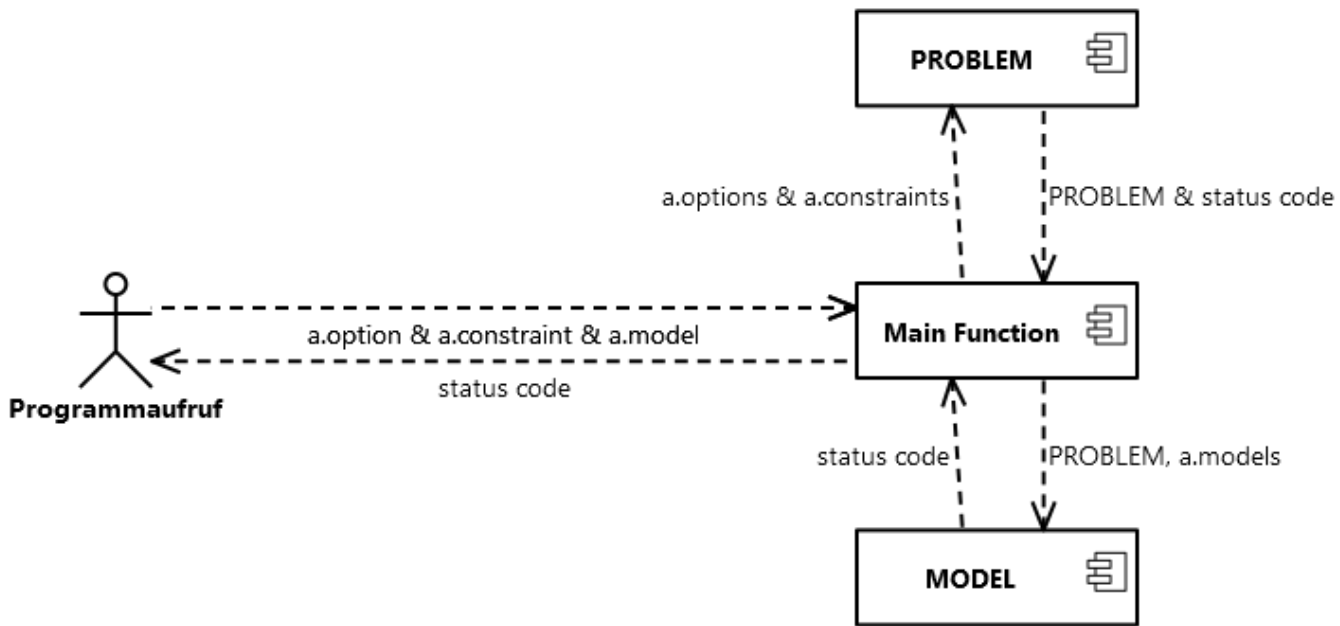 PROBLEM
a.options & a.constraints
PROBLEM & status code
a.option & a.constraint & a.model
Main Function
status code
Programmaufruf
status code
PROBLEM, a.models
MODEL